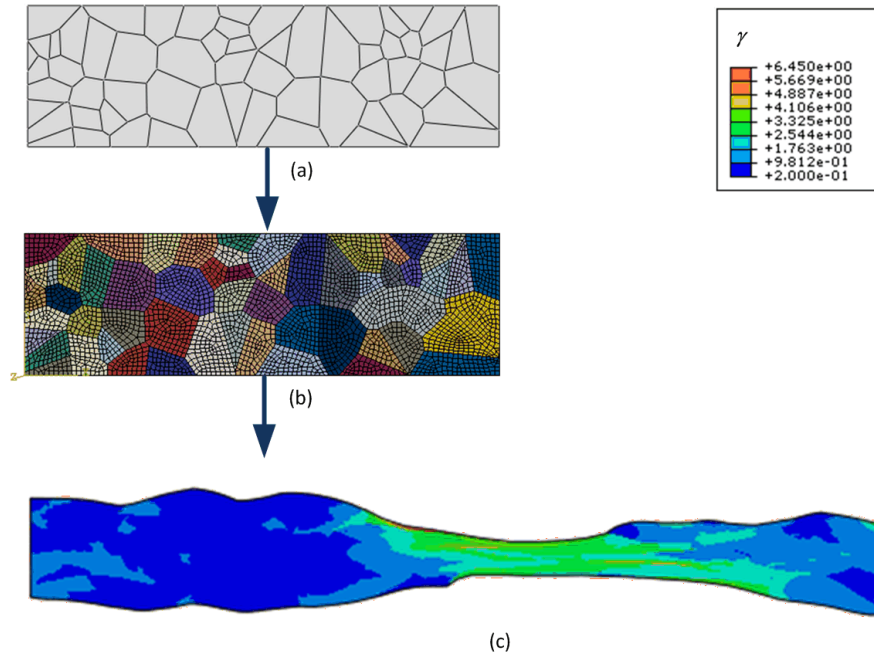 γ
+6.450e+00
+5.669e+00
+4.887e+00
+4.106e+00
+3.325e+00
+2.544e+00
+1.763e+00
+9.812e-01
+2.000e-01
(a)
z
(b)
(c)